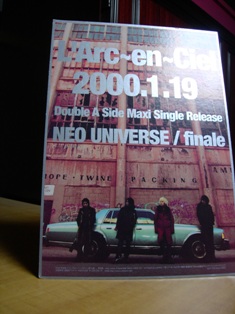 L'Arc~en~Ciel
2000.1.19
Double A Side Maxi Single Release
NEO UNIVERSE / finale
ROPE • TWINE PACKING